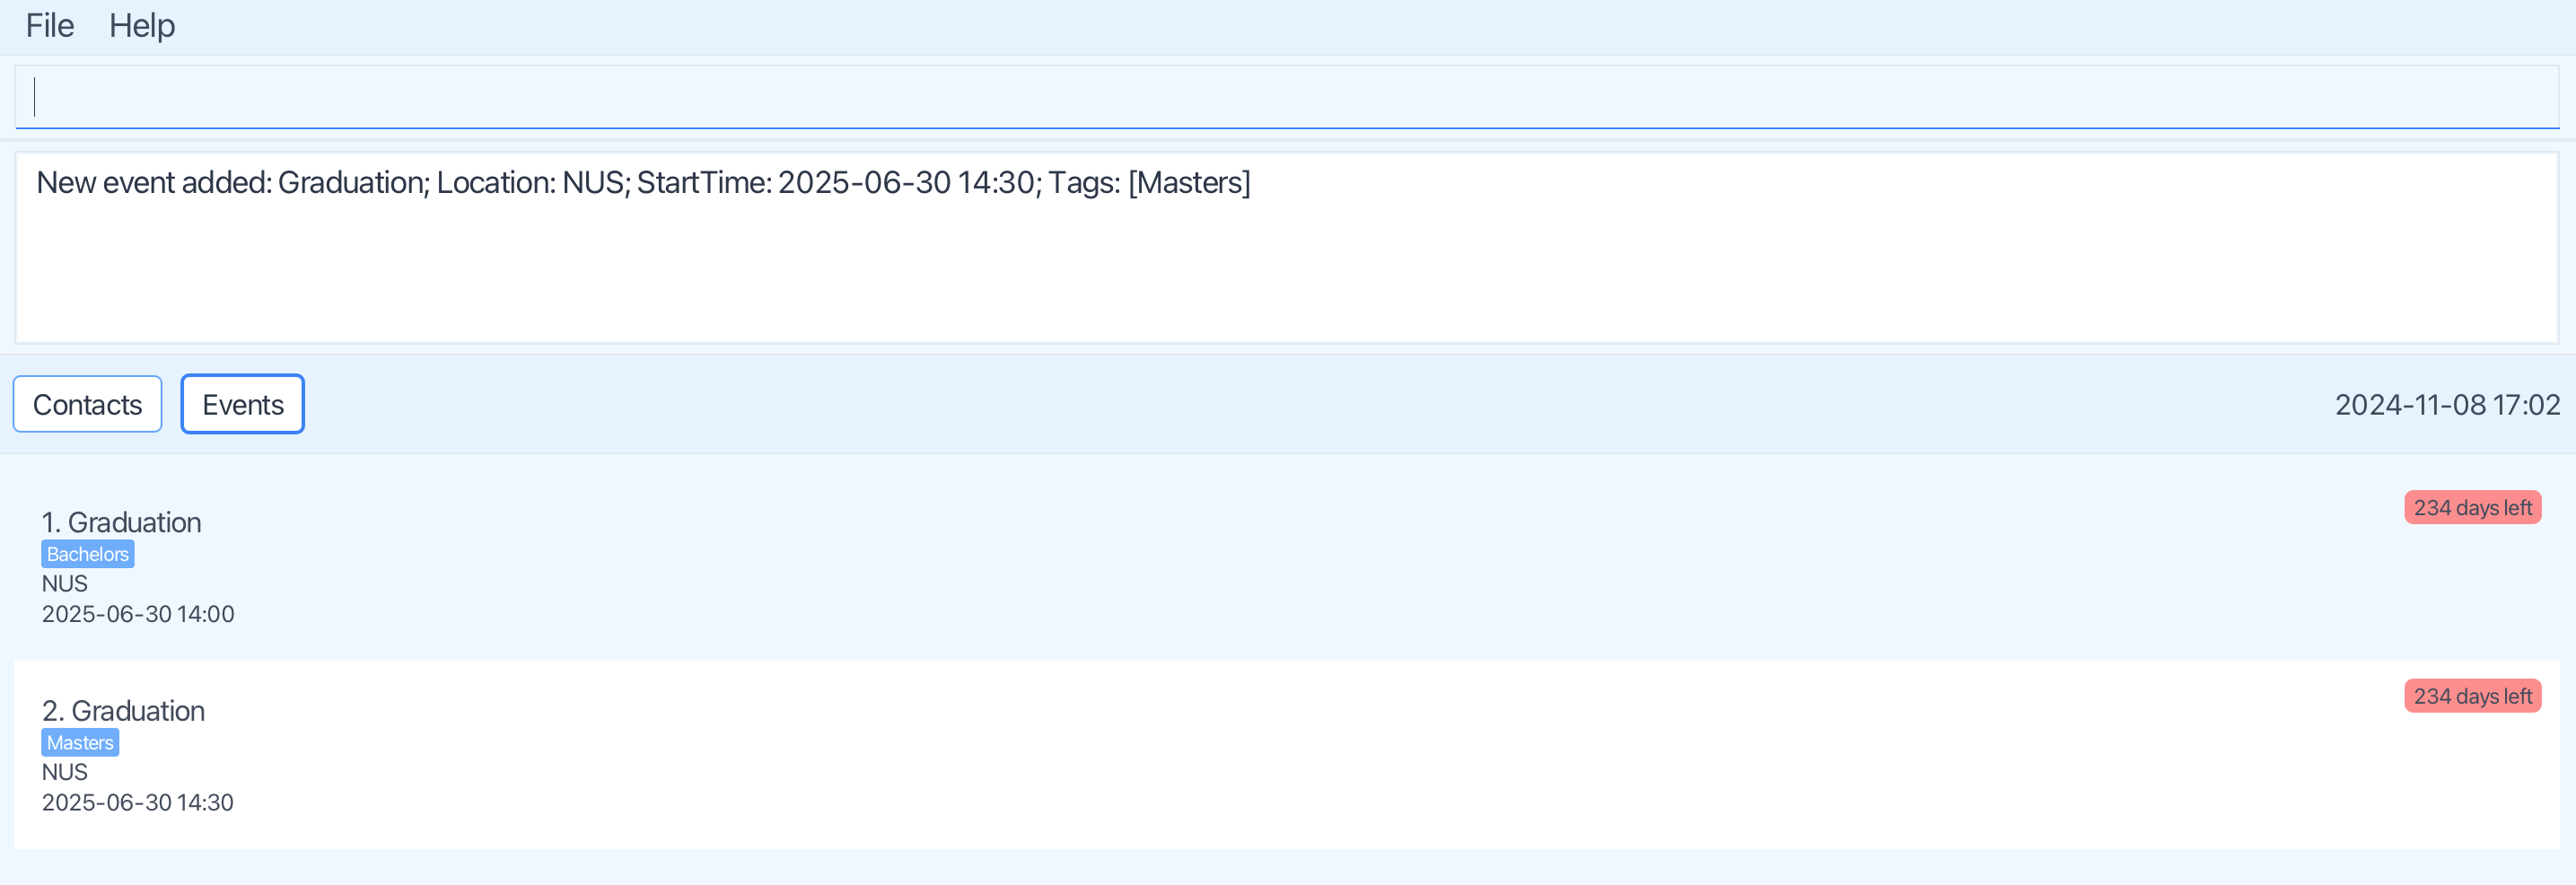 File Help
New event added: Graduation; Location: NUS; StartTime: 2025-06-30 14:30; Tags: [Masters]
Contacts Events 2024-11-08 17:02
1. Graduation 234 days left
Bachelors
NUS
2025-06-30 14:00
2. Graduation 234 days left
Masters
NUS
2025-06-30 14:30